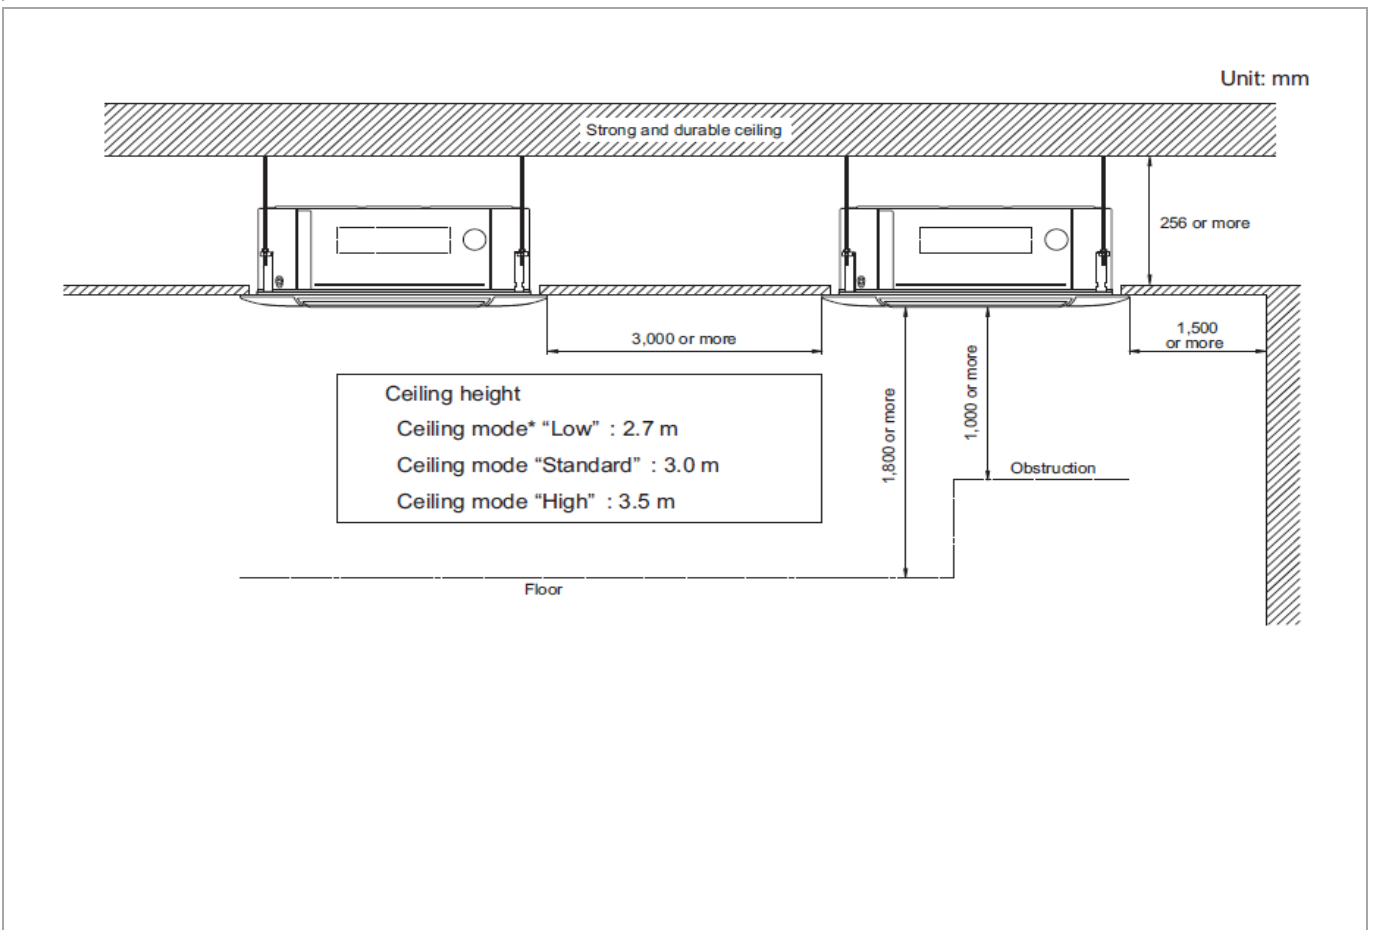 Unit: mm
Strong and durable ceiling
256 or more
3,000 or more
1,500
or more
1,800 or more
1,000 or more
Ceiling height
Ceiling mode* “Low” : 2.7 m
Ceiling mode “Standard” : 3.0 m
Ceiling mode “High” : 3.5 m
Obstruction
Floor